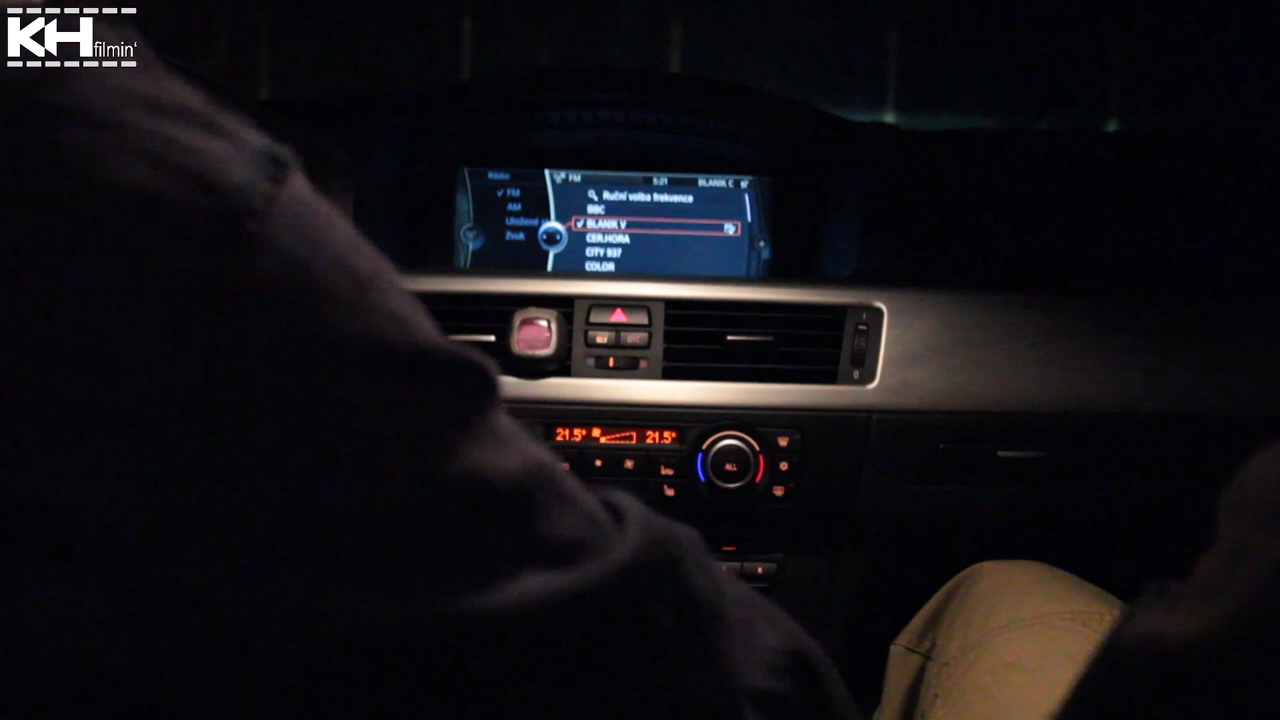 KH filmin'
Rádio
FM 5:21 BLANIK C
✓ FM
AM
Uložené
Zvuk
Ruční volba frekvence
BBC
✓ BLANIK V
CER.HORA
CITY 937
COLOR
21.5° 21.5°
ALL
0